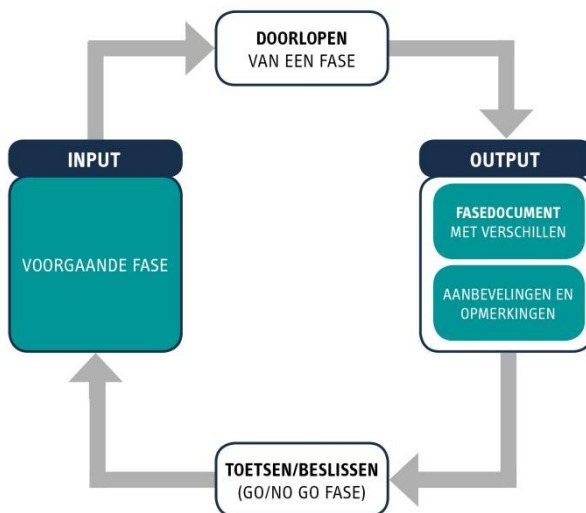 DOORLOPEN
VAN EEN FASE
INPUT
VOORGAANDE FASE
OUTPUT
FASEDOCUMENT
MET VERSCHILLEN
AANBEVELINGEN EN
OPMERKINGEN
TOETSEN/BESLISSEN
(GO/NO GO FASE)